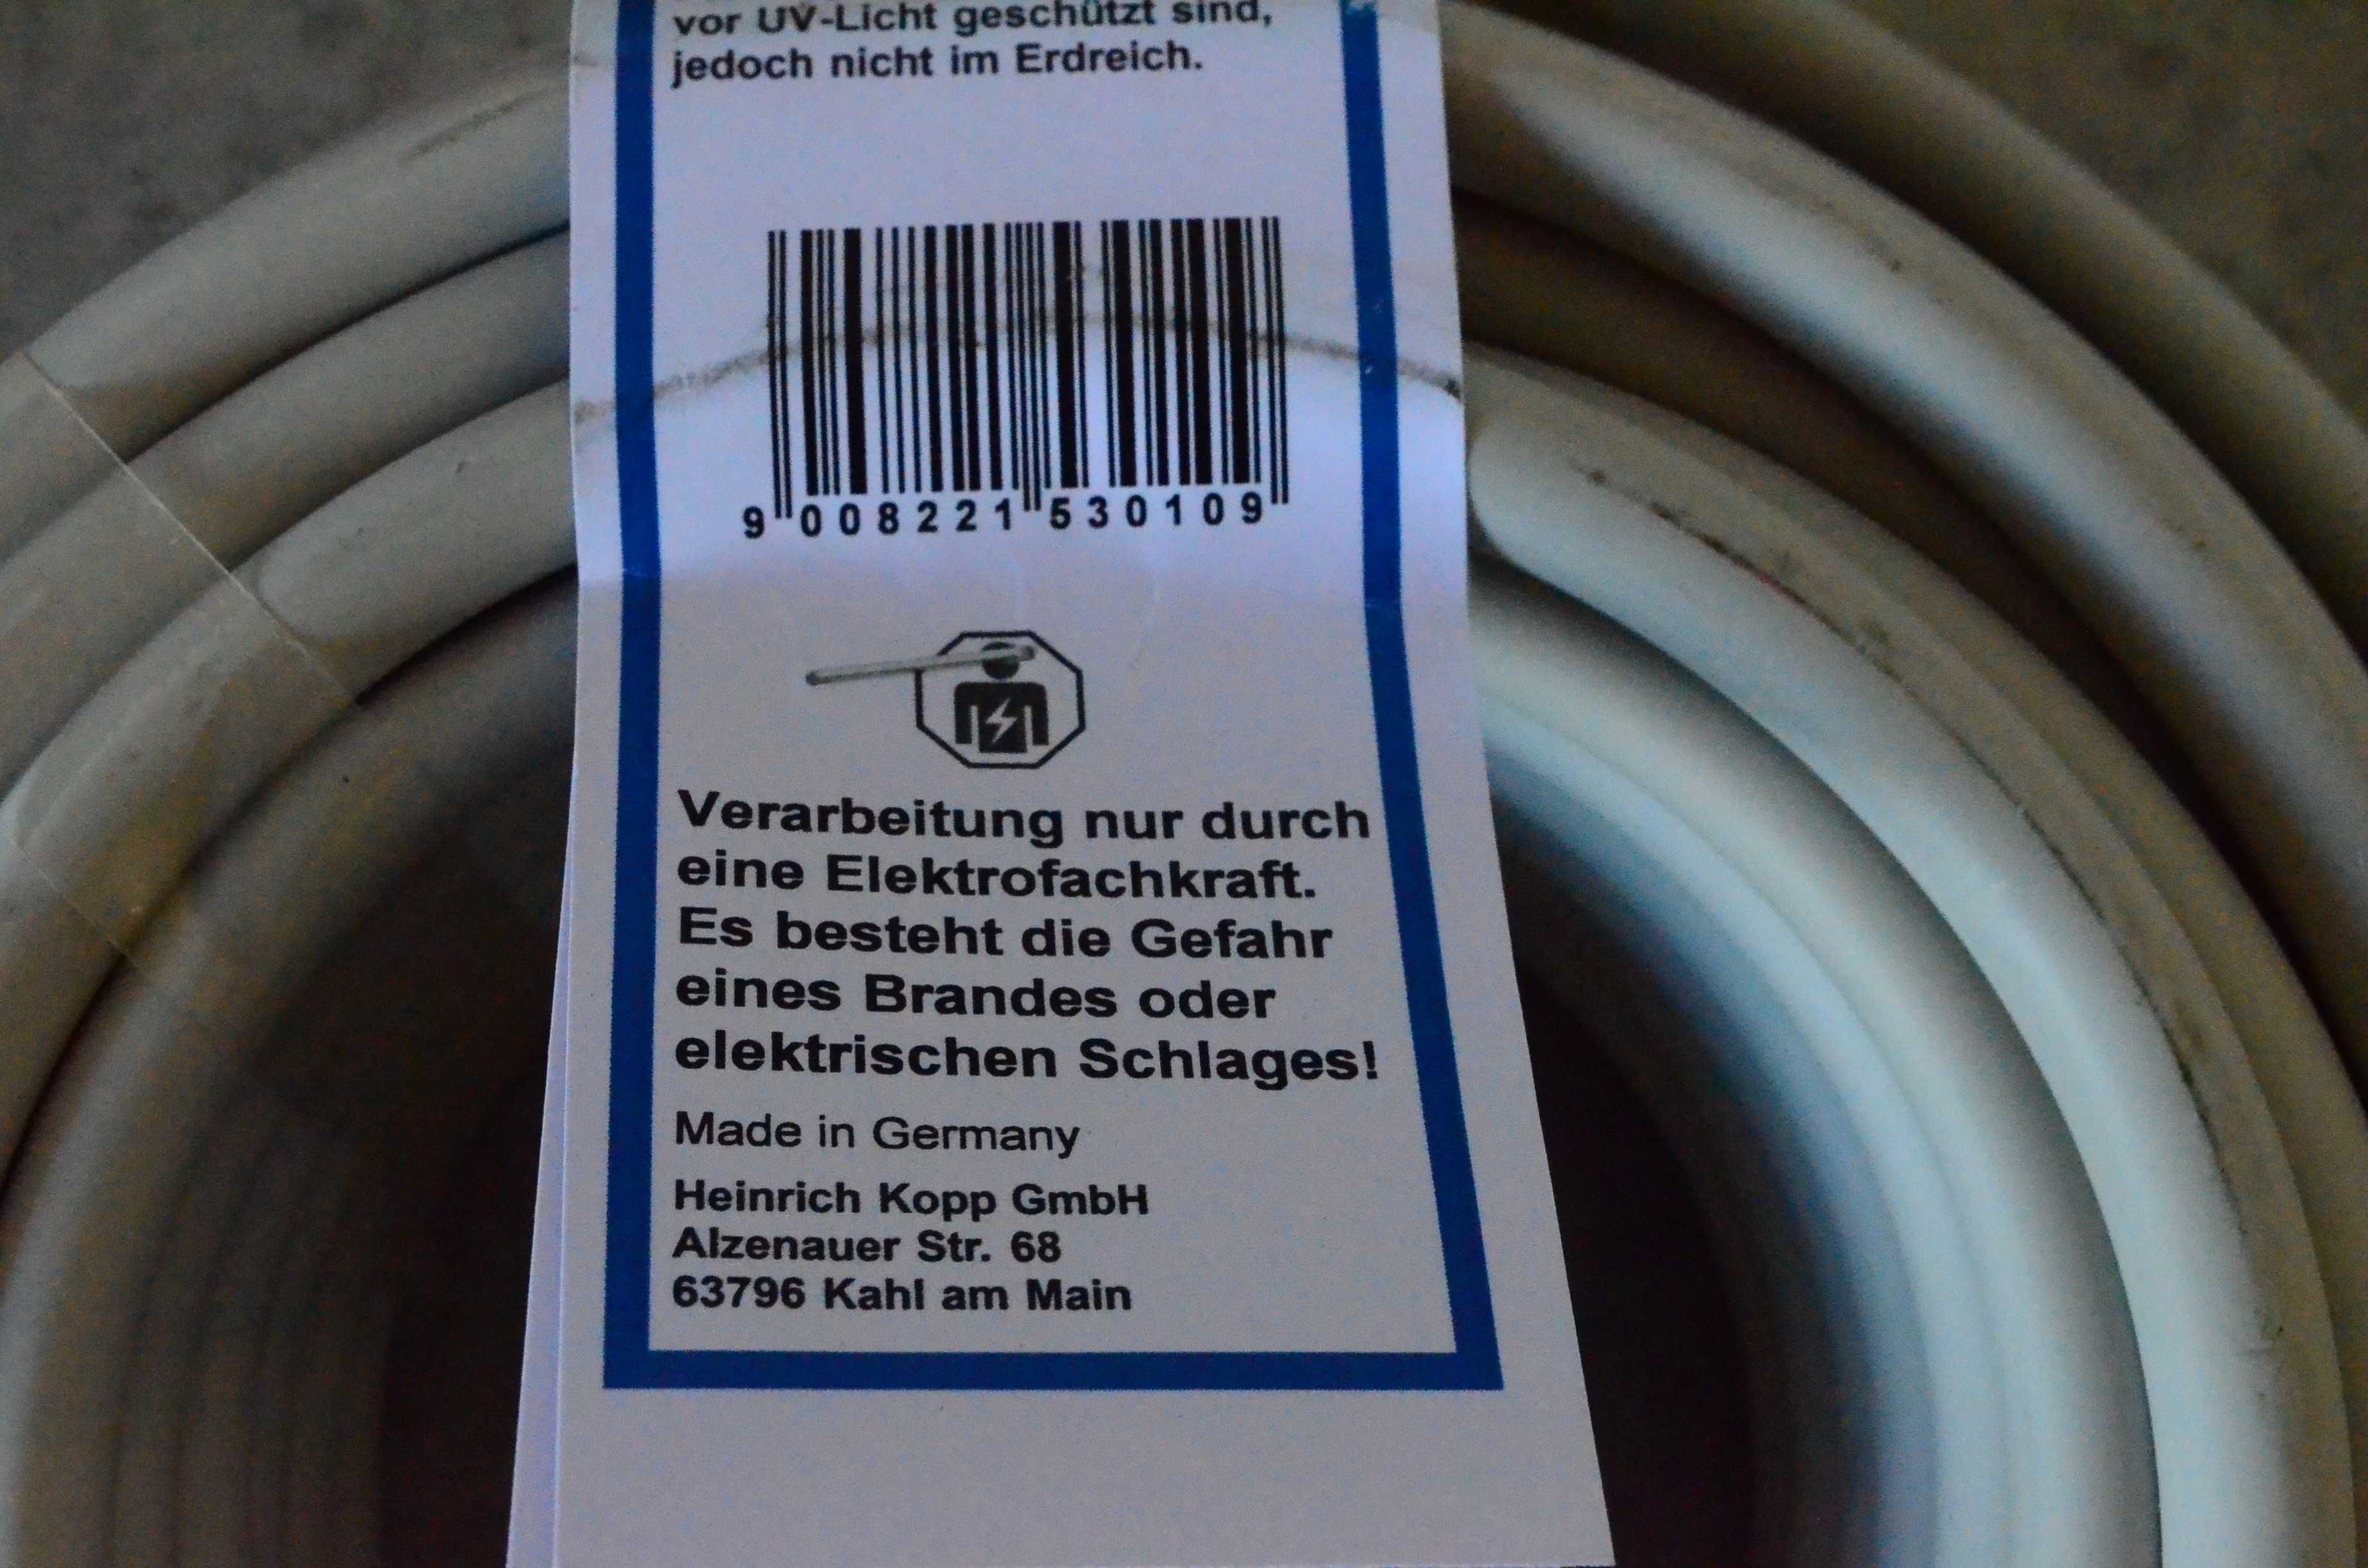 vor UV-Licht geschützt sind,
jedoch nicht im Erdreich.
9 008221 530109
Verarbeitung nur durch
eine Elektrofachkraft.
Es besteht die Gefahr
eines Brandes oder
elektrischen Schlages!
Made in Germany
Heinrich Kopp GmbH
Alzenauer Str. 68
63796 Kahl am Main